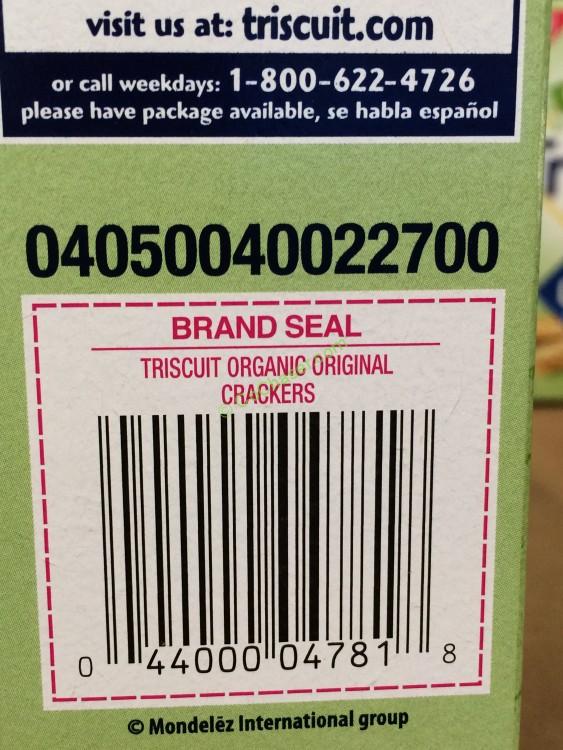 visit us at: triscuit.com
or call weekdays: 1-800-622-4726
please have package available, se habla español
04050040022700
BRAND SEAL
TRISCUIT ORGANIC ORIGINAL
CRACKERS
0 44000 04781 8
© Mondelēz International group